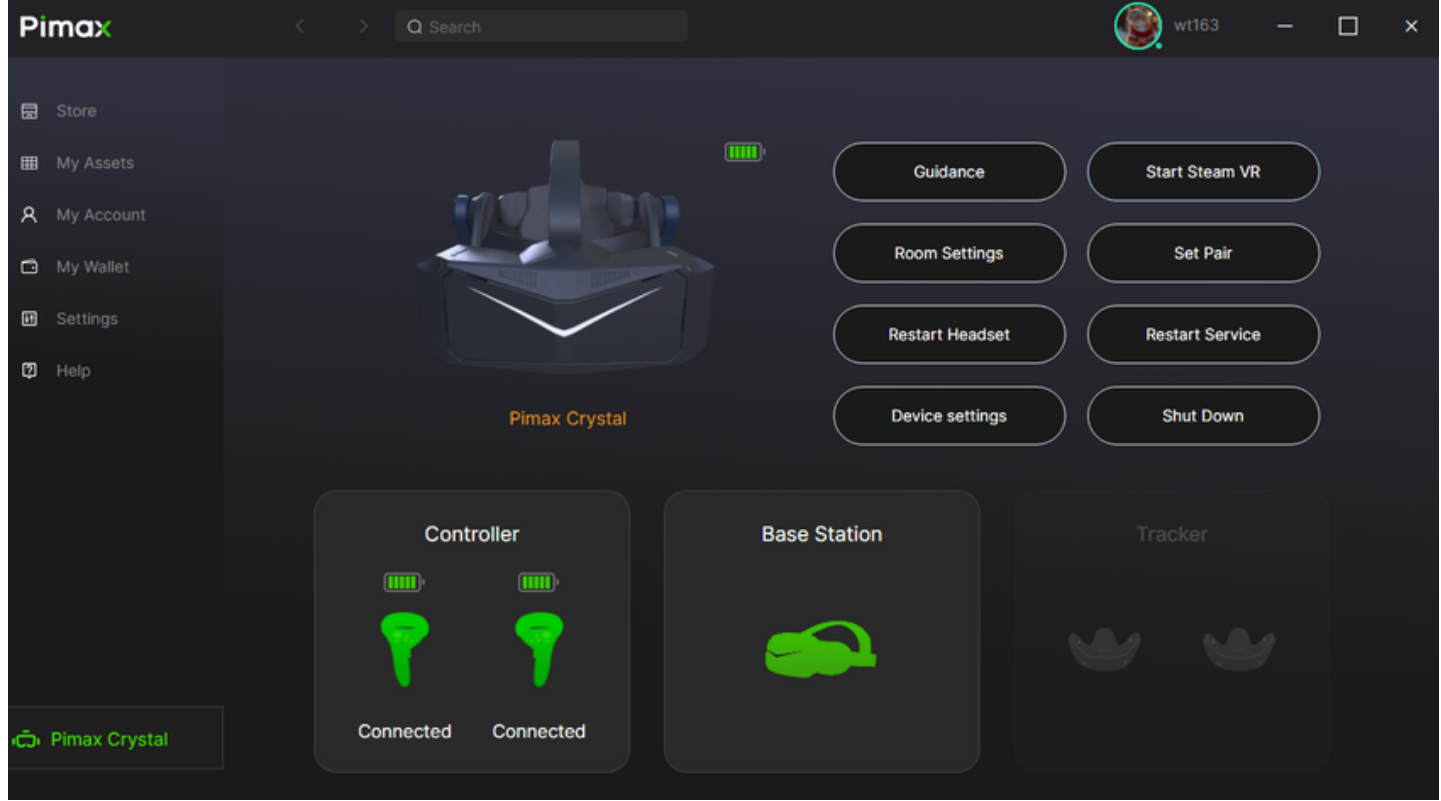 Pimax
Search
wt163
Store
My Assets
My Account
My Wallet
Settings
Help
Pimax Crystal
Guidance
Start Steam VR
Room Settings
Set Pair
Restart Headset
Restart Service
Device settings
Shut Down
Pimax Crystal
Controller
Connected
Connected
Base Station
Tracker